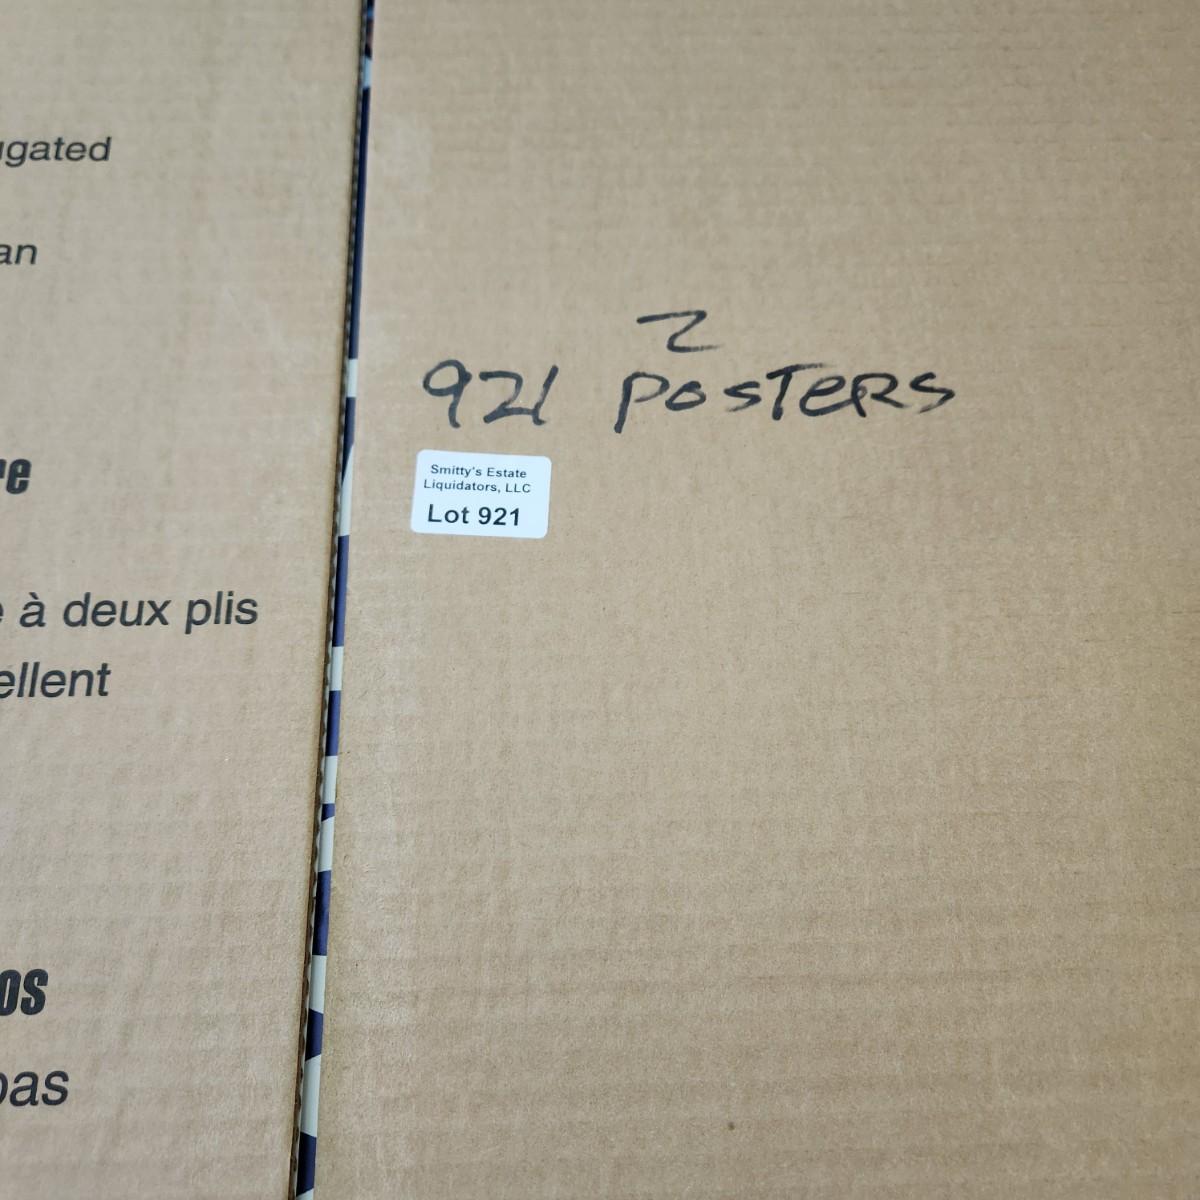 ugated
an
re
e à deux plis
ellent
os
pas
2
921 POSTERS
Smitty's Estate
Liquidators, LLC
Lot 921